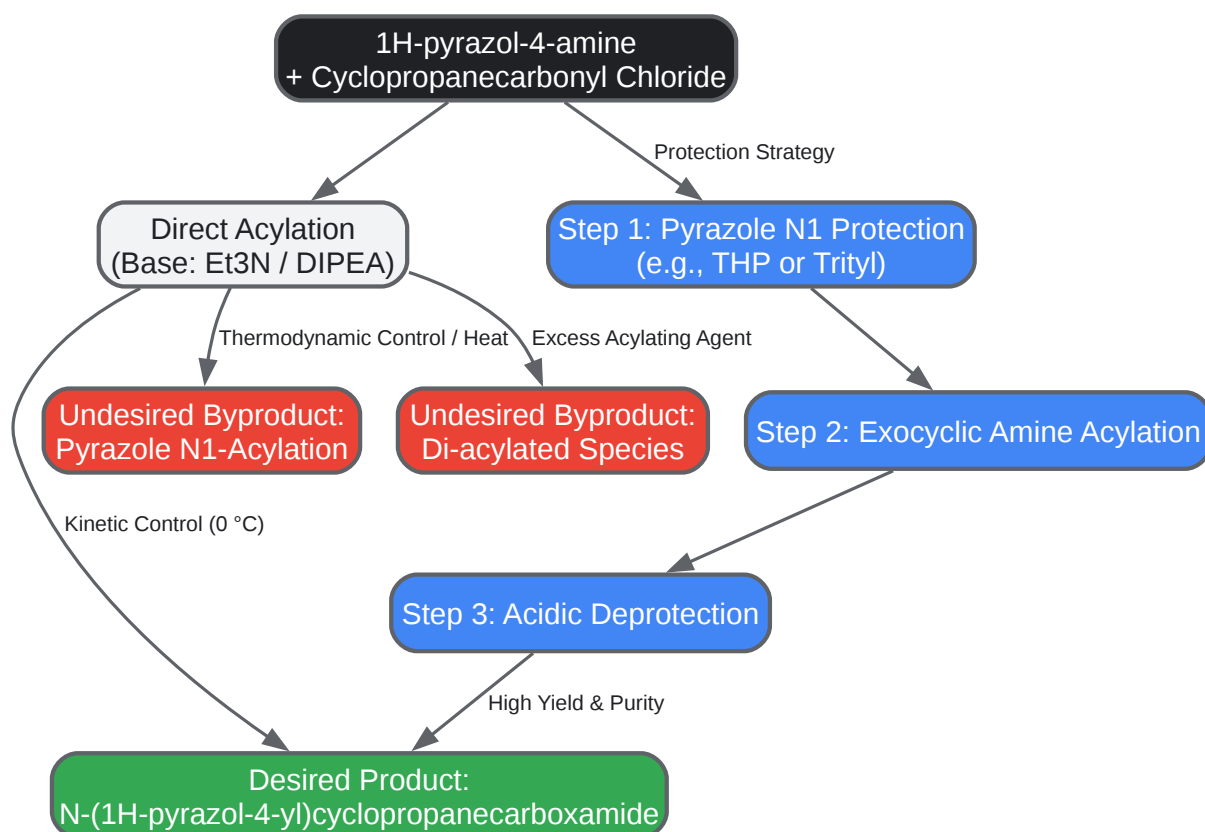 1H-pyrazol-4-amine
+ Cyclopropanecarbonyl Chloride
Protection Strategy
Direct Acylation
(Base: Et3N / DIPEA)
Step 1: Pyrazole N1 Protection
(e.g., THP or Trityl)
Thermodynamic Control / Heat
Excess Acylating Agent
Undesired Byproduct:
Pyrazole N1-Acylation
Undesired Byproduct:
Di-acylated Species
Step 2: Exocyclic Amine Acylation
Kinetic Control (0 °C)
Step 3: Acidic Deprotection
High Yield & Purity
Desired Product:
N-(1H-pyrazol-4-yl)cyclopropanecarboxamide